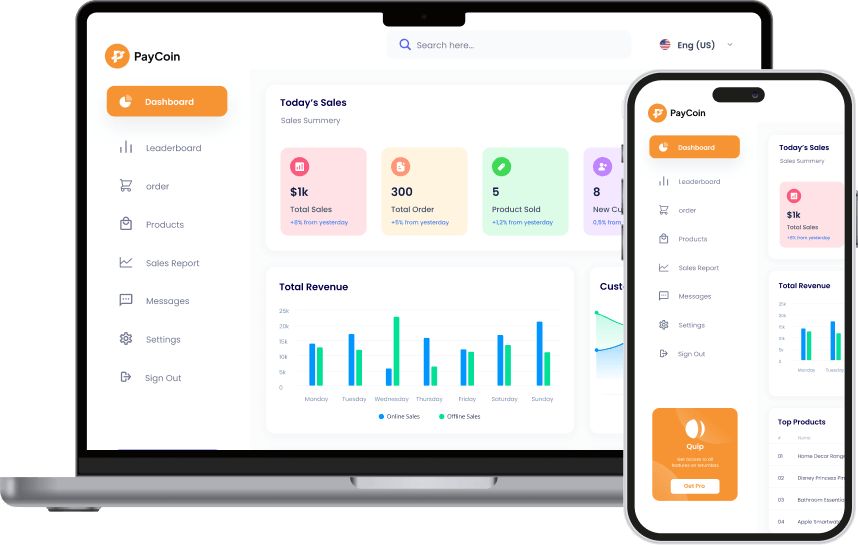 PayCoin
Search here...
Eng (US)
Dashboard
Leaderboard
order
Products
Sales Report
Messages
Settings
Sign Out
Today's Sales
Sales Summery
$1k
Total Sales
+8% from yesterday
300
Total Order
+5% from yesterday
5
Product Sold
+1,2% from yesterday
8
New Cu
0,5% from
Total Revenue
25k
20k
15k
10k
5k
0
Monday Tuesday Wednesday Thursday Friday Saturday Sunday
Online Sales Offline Sales
Cust
PayCoin
Dashboard
Leaderboard
order
Products
Sales Report
Messages
Settings
Sign Out
Quip
Get access to all
features on tetumbas
Get Pro
Today's Sales
Sales Summery
$1k
Total Sales
+8% from yesterday
Total Revenue
25k
20k
15k
10k
5k
0
Monday Tuesday
Top Products
# Name
01 Home Decor Range
02 Disney Princess Pin
03 Bathroom Essentia
04 Apple Smartwatc